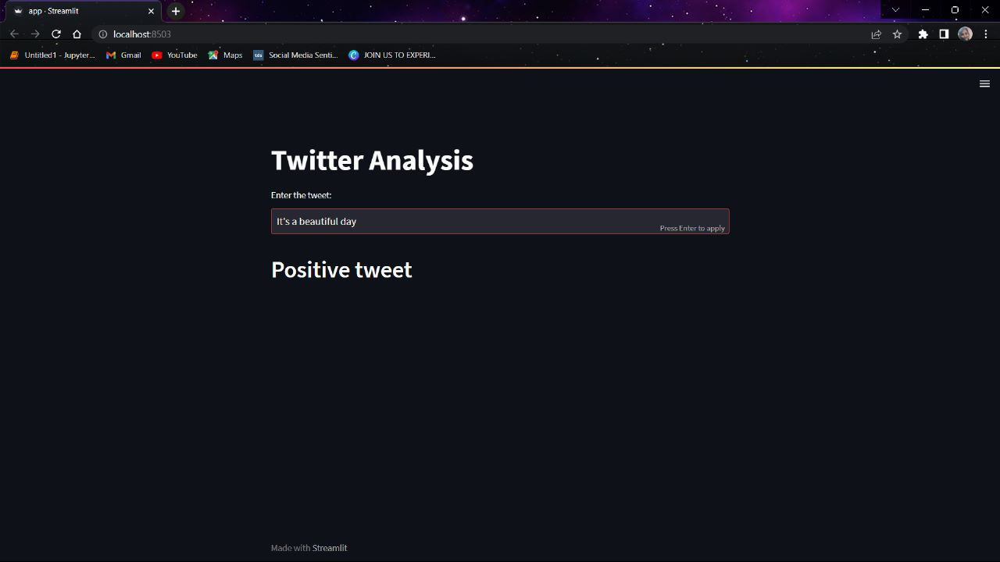 app · Streamlit
localhost:8503
Untitled1 - Jupyter... Gmail YouTube Maps tds Social Media Senti... JOIN US TO EXPERI...
Twitter Analysis
Enter the tweet:
It's a beautiful day
Press Enter to apply
Positive tweet
Made with Streamlit